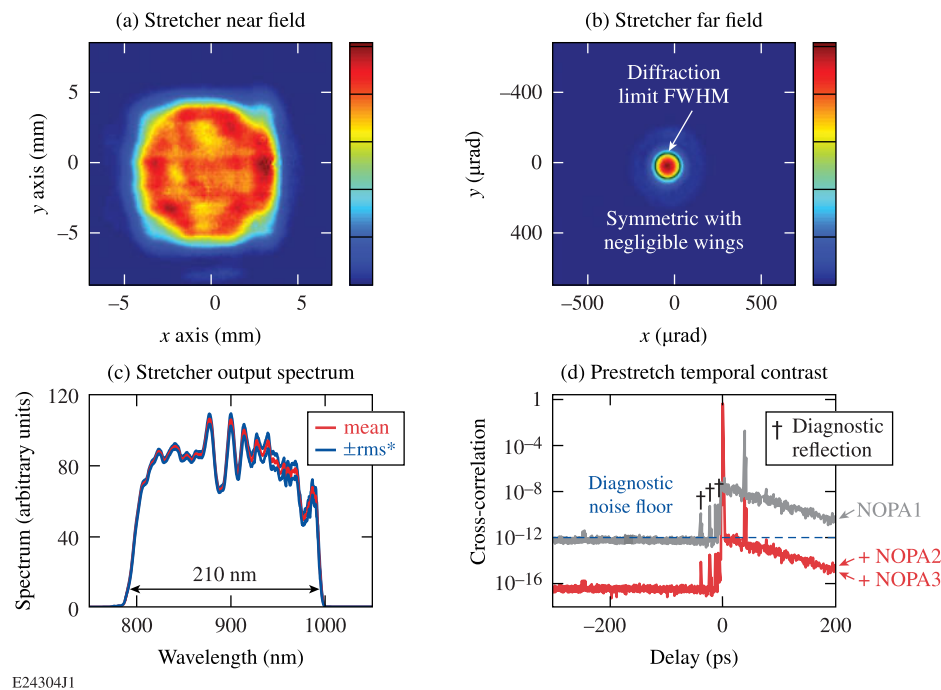 (a) Stretcher near field
5
0
−5
y axis (mm)
−5
0
5
x axis (mm)
(b) Stretcher far field
−400
0
400
y (μrad)
Diffraction
limit FWHM
Symmetric with
negligible wings
−500
0
500
x (μrad)
(c) Stretcher output spectrum
120
80
40
0
Spectrum (arbitrary units)
mean
±rms*
210 nm
800
900
1000
Wavelength (nm)
(d) Prestretch temporal contrast
1
10−4
10−8
10−12
10−16
Cross-correlation
† Diagnostic
reflection
Diagnostic
noise floor
† † †
NOPA1
+ NOPA2
+ NOPA3
−200
0
200
Delay (ps)
E24304J1